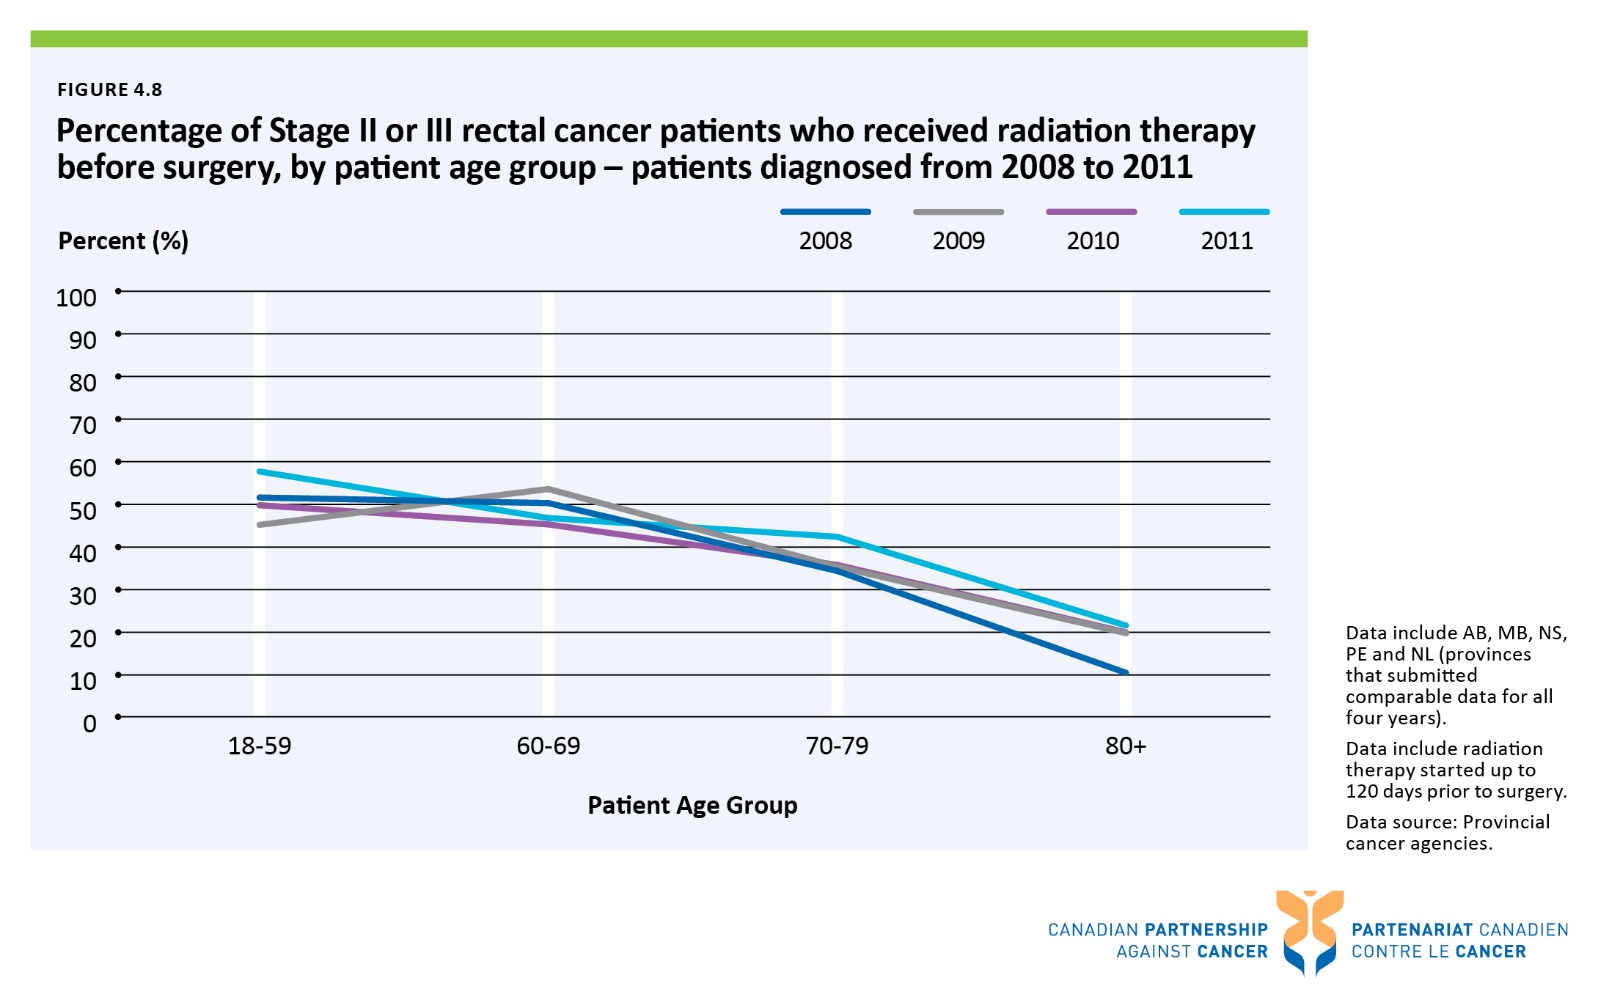 FIGURE 4.8
Percentage of Stage II or III rectal cancer patients who received radiation therapy
before surgery, by patient age group – patients diagnosed from 2008 to 2011
2008 2009 2010 2011
Percent (%)
100
90
80
70
60
50
40
30
20
10
0
18-59 60-69 70-79 80+
Patient Age Group
Data include AB, MB, NS,
PE and NL (provinces
that submitted
comparable data for all
four years).
Data include radiation
therapy started up to
120 days prior to surgery.
Data source: Provincial
cancer agencies.
CANADIAN PARTNERSHIP
AGAINST CANCER
PARTENARIAT CANADIEN
CONTRE LE CANCER